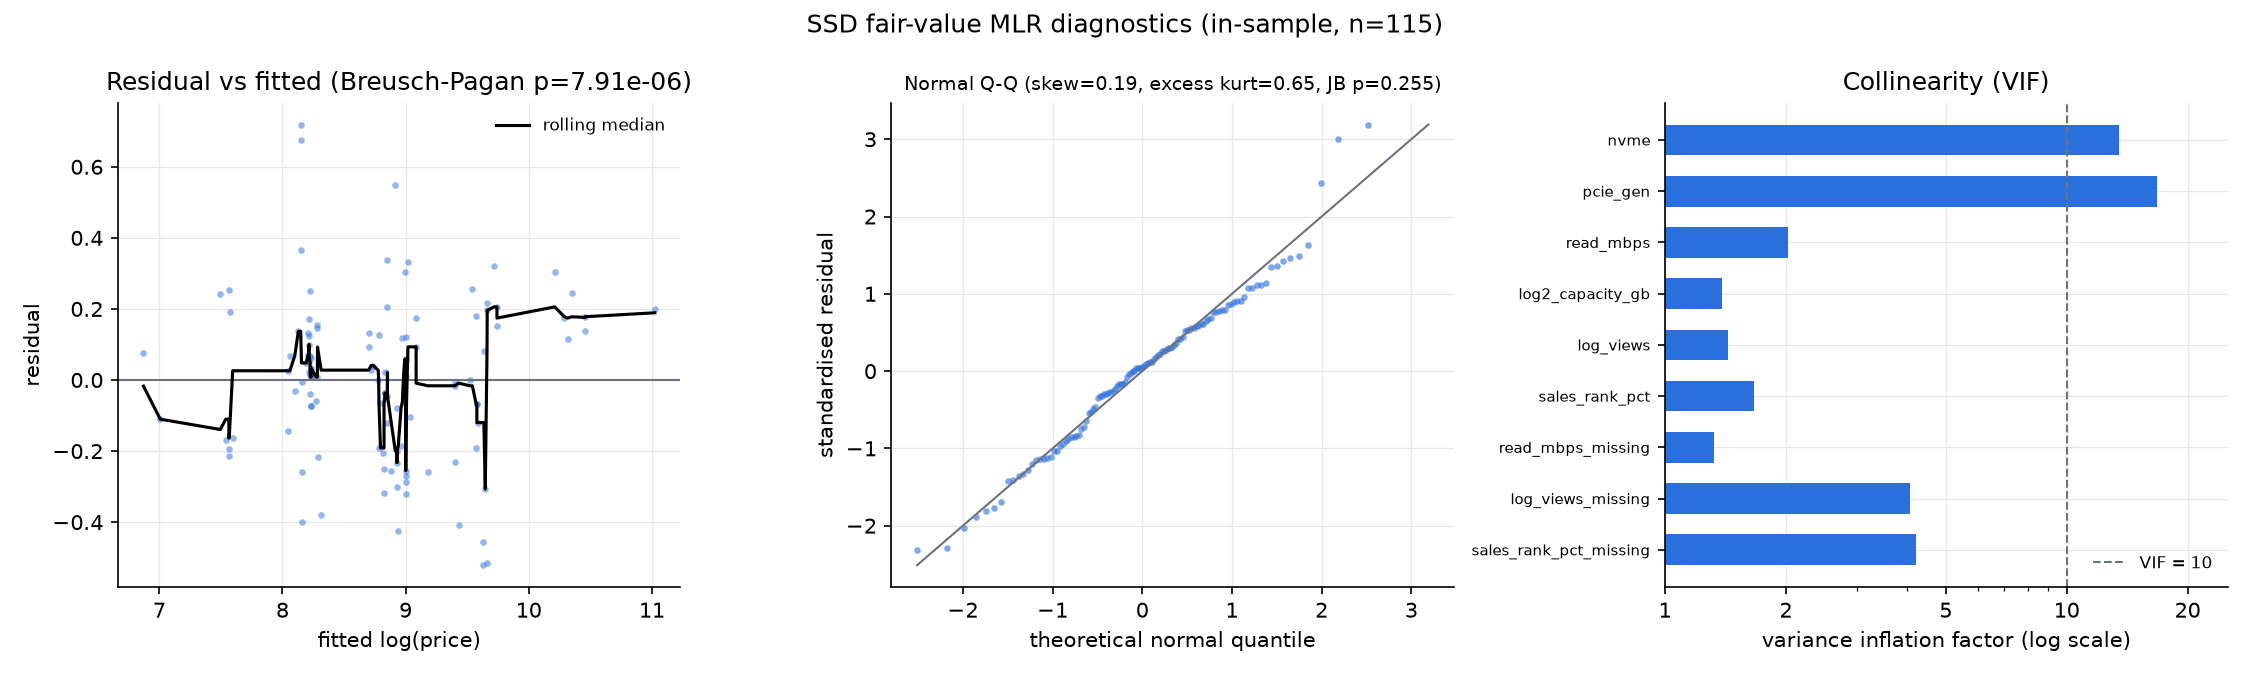 SSD fair-value MLR diagnostics (in-sample, n=115)
Residual vs fitted (Breusch-Pagan p=7.91e-06)
rolling median
residual
0.6
0.4
0.2
0.0
−0.2
−0.4
7 8 9 10 11
fitted log(price)
Normal Q-Q (skew=0.19, excess kurt=0.65, JB p=0.255)
standardised residual
3
2
1
0
−1
−2
−2 −1 0 1 2 3
theoretical normal quantile
Collinearity (VIF)
nvme
pcie_gen
read_mbps
log2_capacity_gb
log_views
sales_rank_pct
read_mbps_missing
log_views_missing
sales_rank_pct_missing
VIF = 10
1 2 5 10 20
variance inflation factor (log scale)